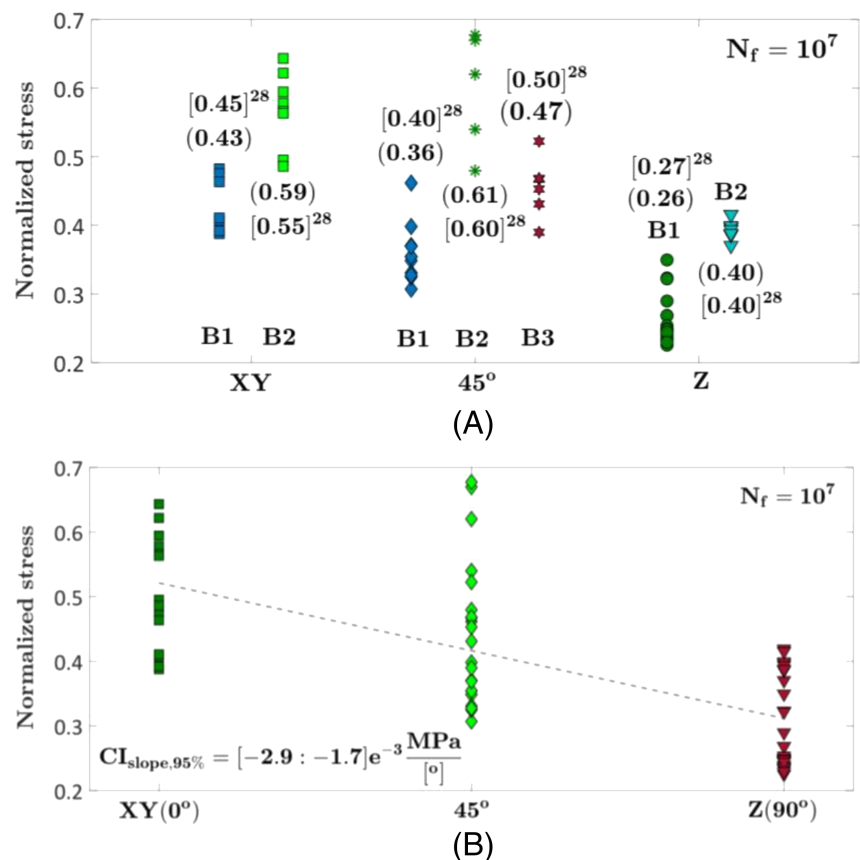 0.7
N_f = 10^7
0.6
[0.50]^28
[0.45]^28
[0.40]^28
(0.47)
(0.43)
(0.36)
0.5
[0.27]^28
(0.59)
(0.61)
(0.26)
B2
0.4
[0.55]^28
[0.60]^28
B1
(0.40)
0.3
[0.40]^28
B1 B2 B1 B2 B3
0.2
XY 45º Z
Normalized stress
(A)
0.7
N_f = 10^7
0.6
0.5
0.4
0.3
CI_slope,95% = [−2.9 : −1.7]e^−3 MPa/[º]
0.2
XY(0º) 45º Z(90º)
Normalized stress
(B)